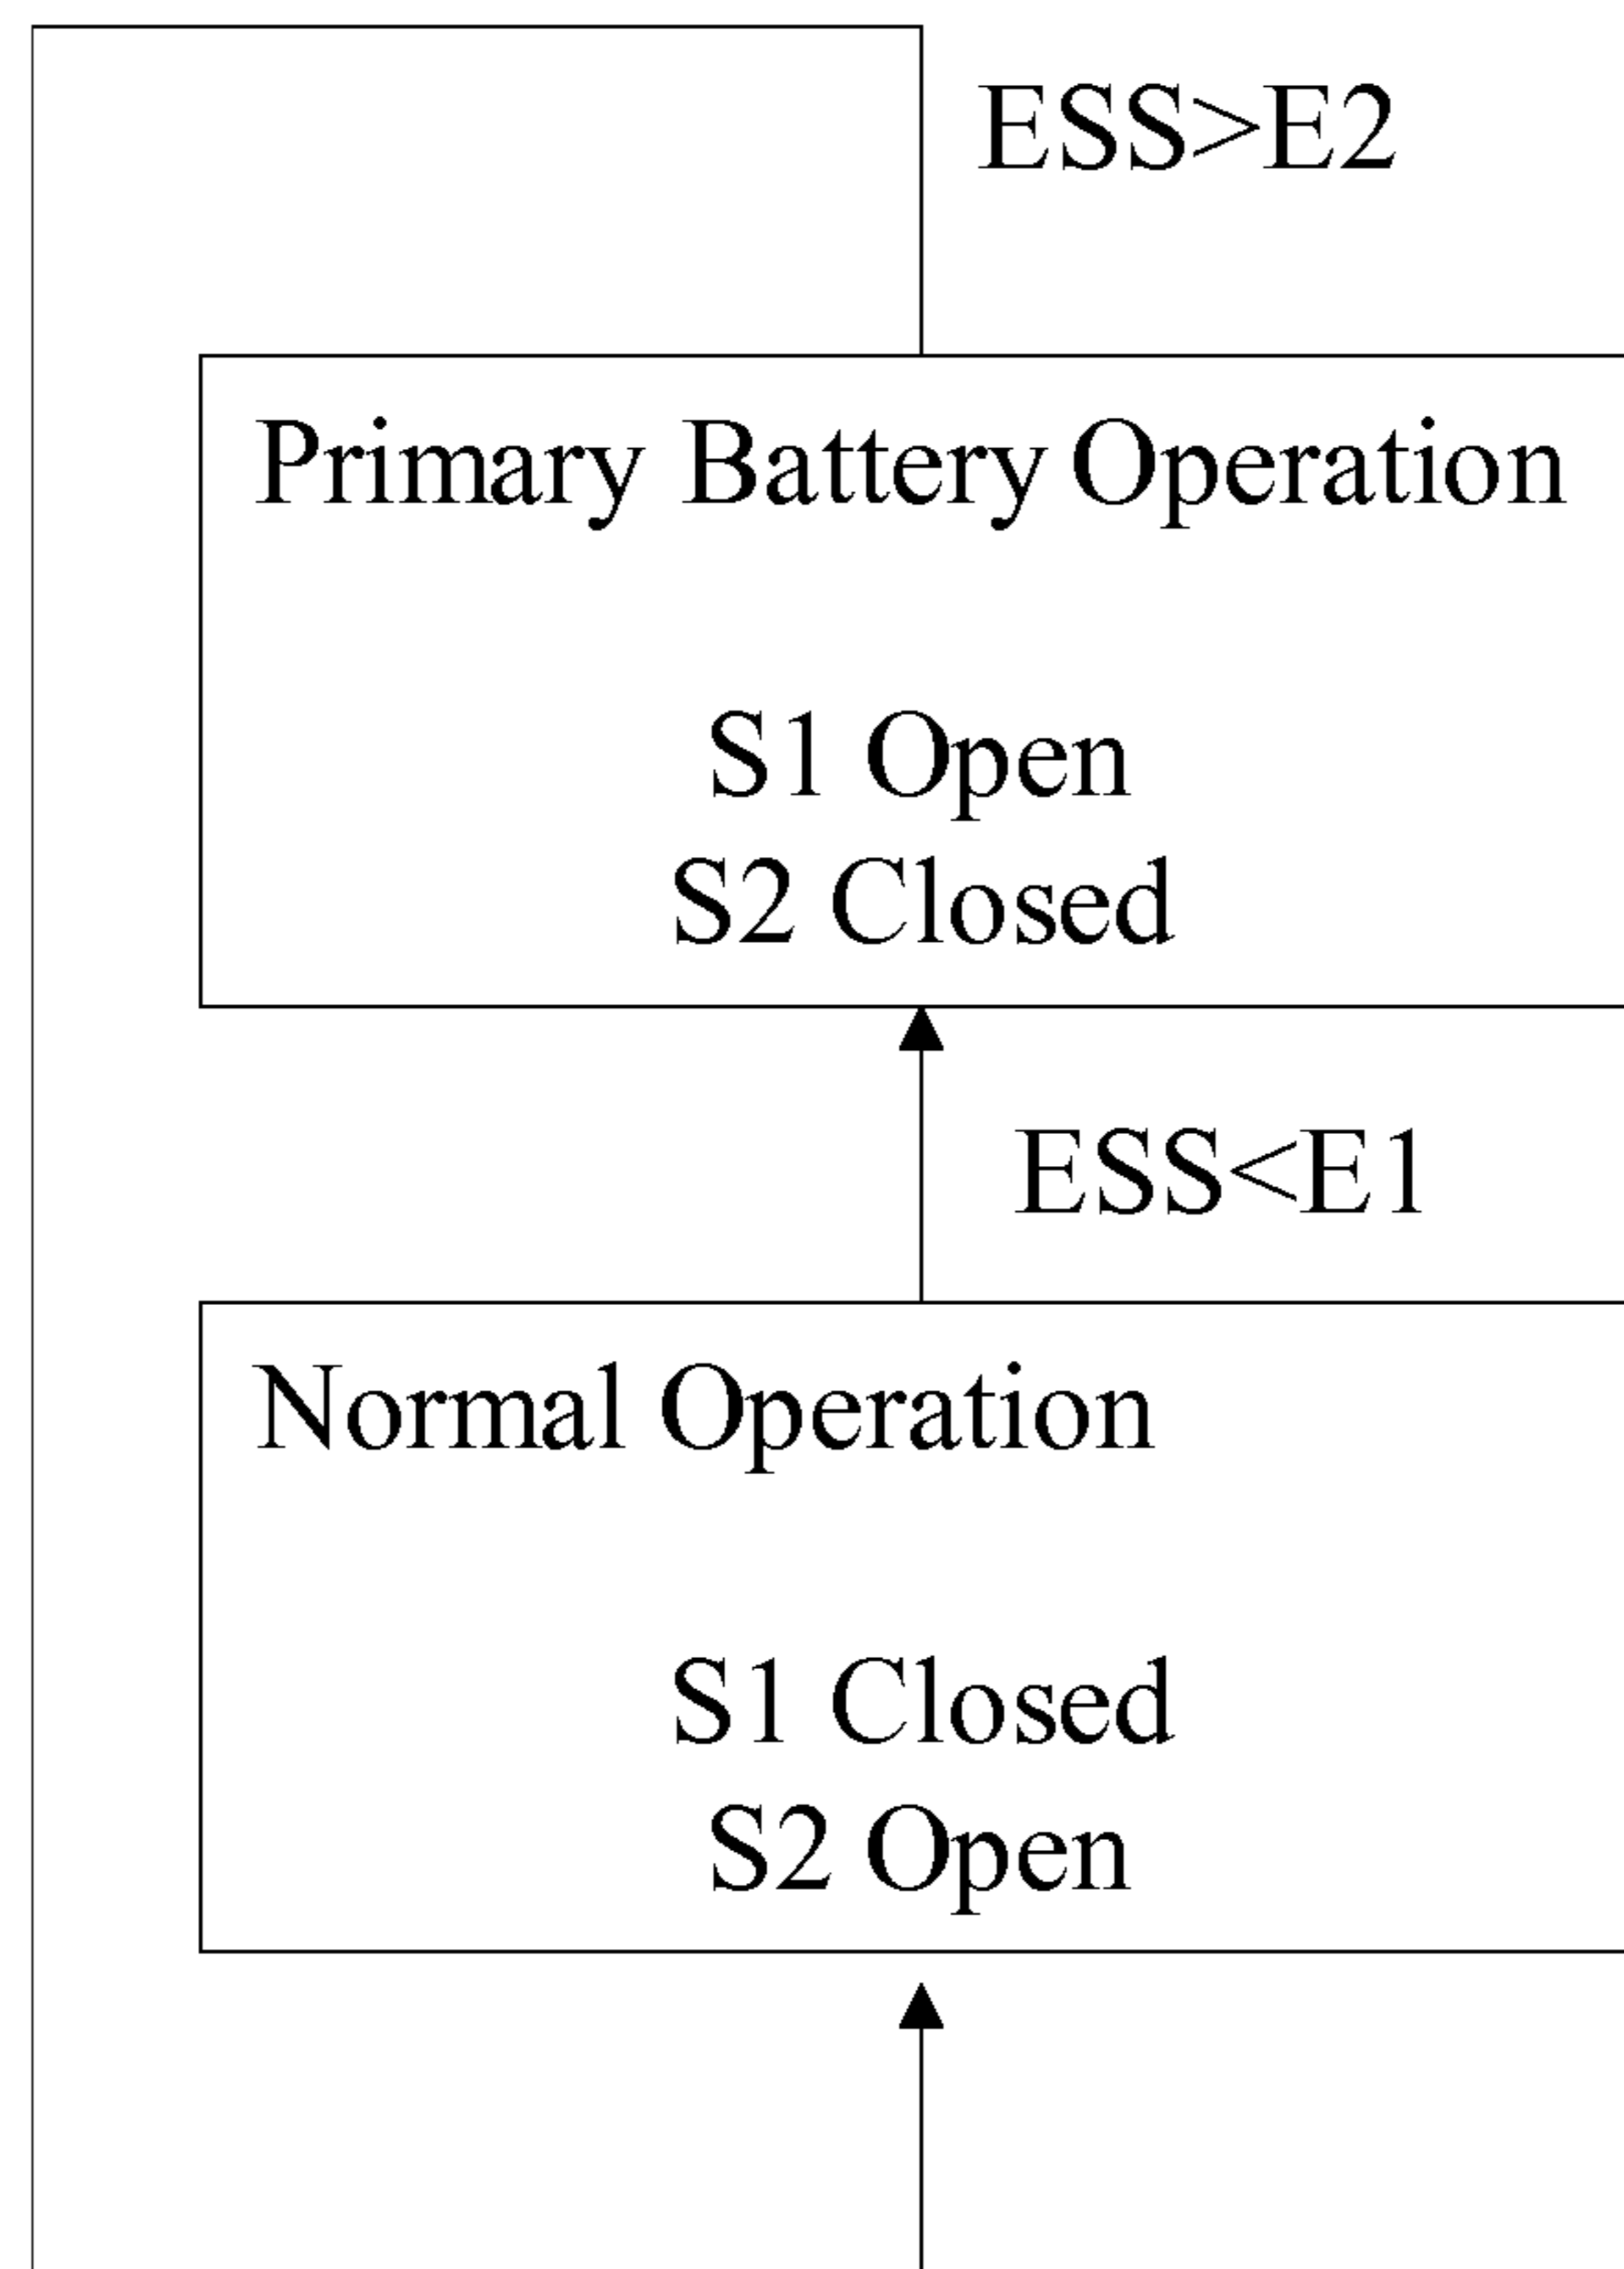 ESS>E2
Primary Battery Operation
S1 Open
S2 Closed
ESS<E1
Normal Operation
S1 Closed
S2 Open